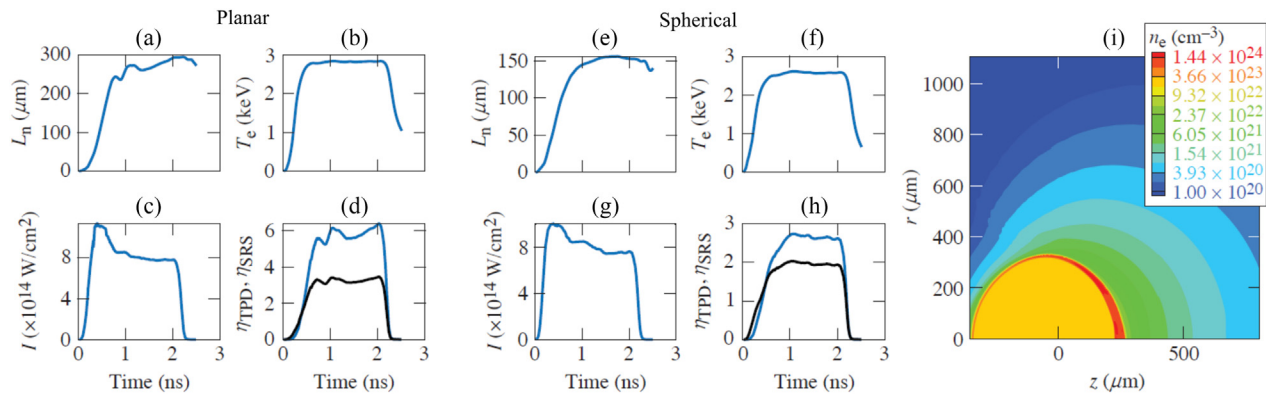 Planar
(a)
L_n (μm)
300
200
100
0
(b)
T_e (keV)
3
2
1
0
(c)
I (×10^14 W/cm^2)
8
4
0
0 1 2 3
Time (ns)
(d)
η_TPD, η_SRS
6
4
2
0
0 1 2 3
Time (ns)
Spherical
(e)
L_n (μm)
150
100
50
0
(f)
T_e (keV)
3
2
1
0
(g)
I (×10^14 W/cm^2)
8
4
0
0 1 2 3
Time (ns)
(h)
η_TPD, η_SRS
3
2
1
0
0 1 2 3
Time (ns)
(i)
n_e (cm^−3)
1.44 × 10^24
3.66 × 10^23
9.32 × 10^22
2.37 × 10^22
6.05 × 10^21
1.54 × 10^21
3.93 × 10^20
1.00 × 10^20
r (μm)
1000
800
600
400
200
0
0 500
z (μm)